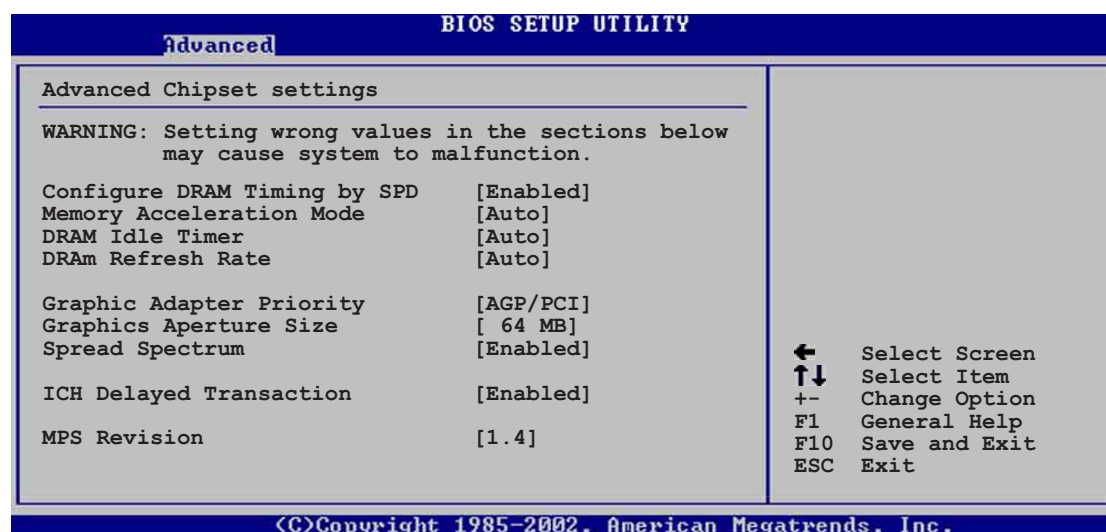 BIOS SETUP UTILITY
Advanced
Advanced Chipset settings
WARNING: Setting wrong values in the sections below
may cause system to malfunction.
Configure DRAM Timing by SPD [Enabled]
Memory Acceleration Mode [Auto]
DRAM Idle Timer [Auto]
DRAm Refresh Rate [Auto]
Graphic Adapter Priority [AGP/PCI]
Graphics Aperture Size [ 64 MB]
Spread Spectrum [Enabled]
ICH Delayed Transaction [Enabled]
MPS Revision [1.4]
← Select Screen
↑↓ Select Item
+- Change Option
F1 General Help
F10 Save and Exit
ESC Exit
(C)Copyright 1985-2002, American Megatrends, Inc.